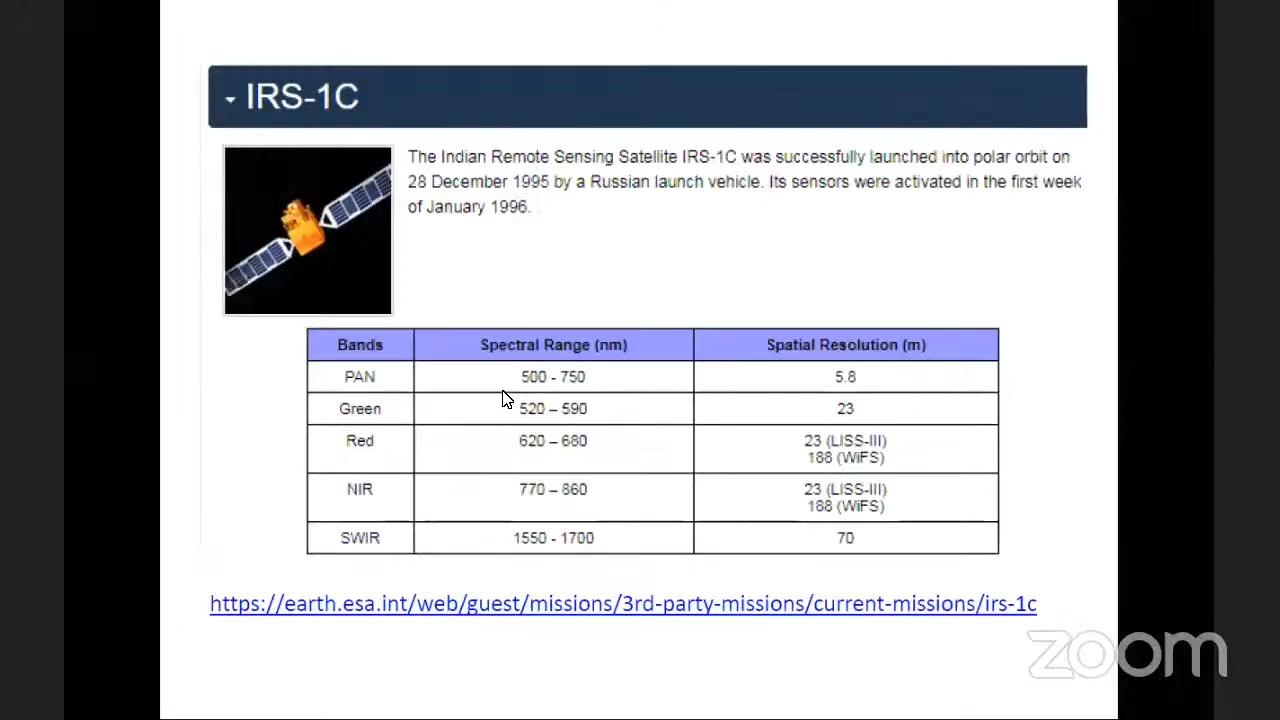 IRS-1C
The Indian Remote Sensing Satellite IRS-1C was successfully launched into polar orbit on
28 December 1995 by a Russian launch vehicle. Its sensors were activated in the first week
of January 1996.
Bands Spectral Range (nm) Spatial Resolution (m)
PAN 500 - 750 5.8
Green 520 – 590 23
Red 620 – 680 23 (LISS-III)
188 (WiFS)
NIR 770 – 860 23 (LISS-III)
188 (WiFS)
SWIR 1550 - 1700 70
https://earth.esa.int/web/guest/missions/3rd-party-missions/current-missions/irs-1c
zoom